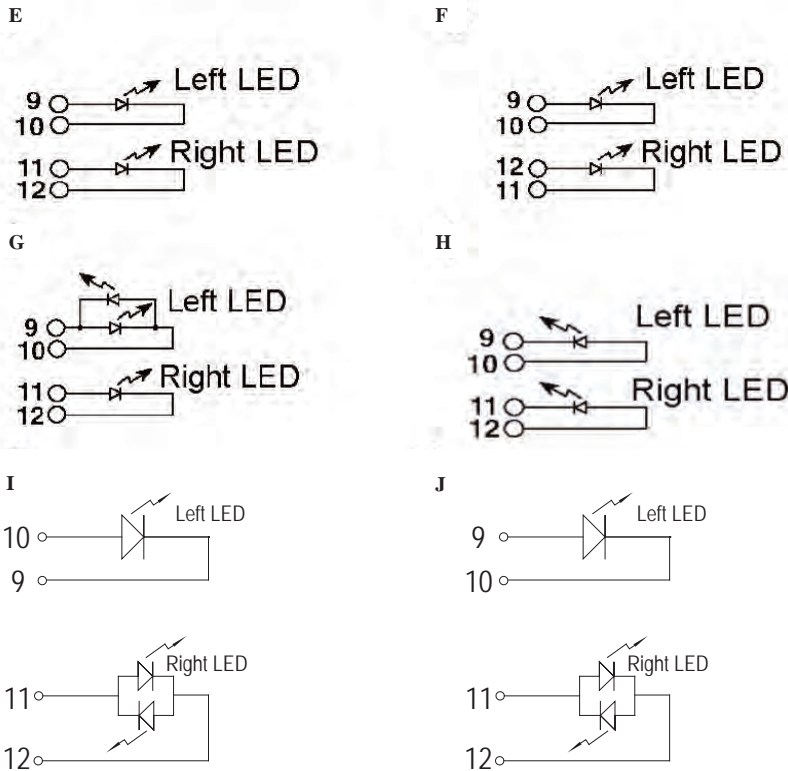 E F
9 Left LED 9 Left LED
10 10
11 Right LED 12 Right LED
12 11
G H
9 Left LED 9 Left LED
10 10
11 Right LED 11 Right LED
12 12
I J
10 Left LED 9 Left LED
9 10
Right LED Right LED
11 11
12 12